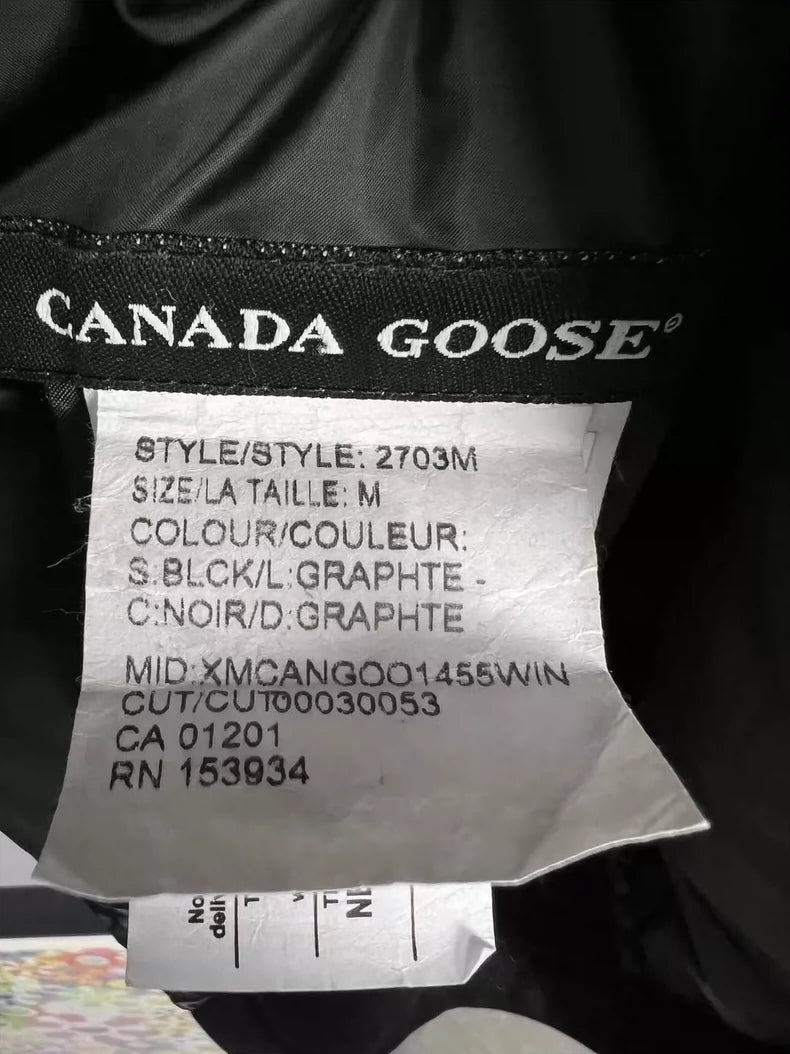 CANADA GOOSE®
STYLE/STYLE: 2703M
SIZE/LA TAILLE: M
COLOUR/COULEUR:
S:BLCK/L:GRAPHTE -
C:NOIR/D:GRAPHTE
MID:XMCANGOO1455WIN
CUT/CUT00030053
CA 01201
RN 153934
No